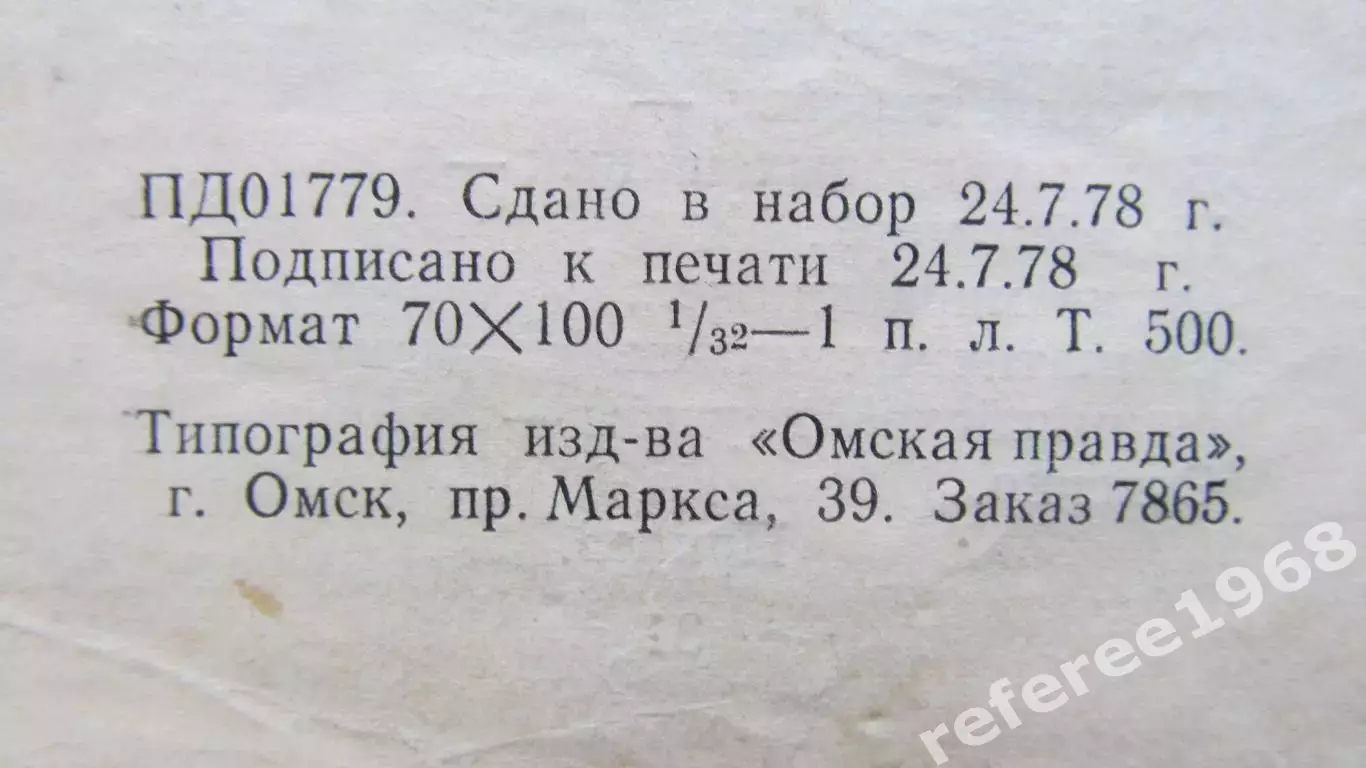 ПД01779. Сдано в набор 24.7.78 г.
Подписано к печати 24.7.78 г.
Формат 70×100 1/32—1 п. л. Т. 500.
Типография изд-ва «Омская правда»,
г. Омск, пр. Маркса, 39. Заказ 7865.
referee1968